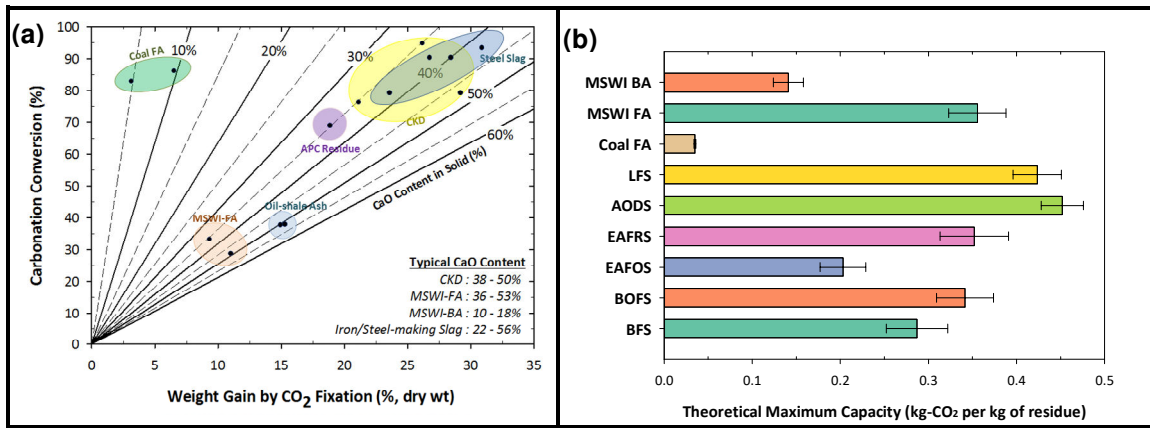 (a)
Carbonation Conversion (%)
100
90
80
70
60
50
40
30
20
10
0
Coal FA
10%
20%
30%
40%
50%
60%
Steel Slag
CKD
APC Residue
CaO Content in Solid (%)
Oil-shale Ash
MSWI-FA
Typical CaO Content
CKD : 38 - 50%
MSWI-FA : 36 - 53%
MSWI-BA : 10 - 18%
Iron/Steel-making Slag : 22 - 56%
0 5 10 15 20 25 30 35
Weight Gain by CO2 Fixation (%, dry wt)
(b)
MSWI BA
MSWI FA
Coal FA
LFS
AODS
EAFRS
EAFOS
BOFS
BFS
0.0 0.1 0.2 0.3 0.4 0.5
Theoretical Maximum Capacity (kg-CO2 per kg of residue)